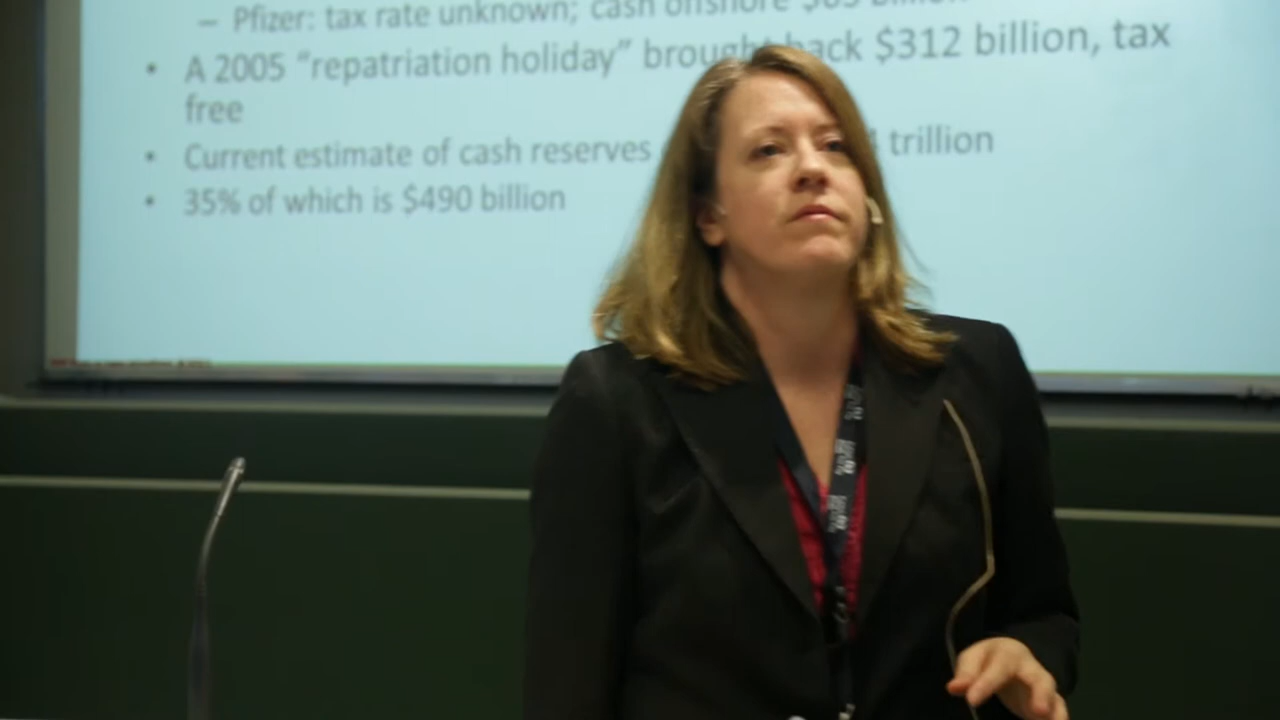 – Pfizer: tax rate unknown; cash offshore $ billion
• A 2005 “repatriation holiday” brought back $312 billion, tax
free
• Current estimate of cash reserves trillion
• 35% of which is $490 billion